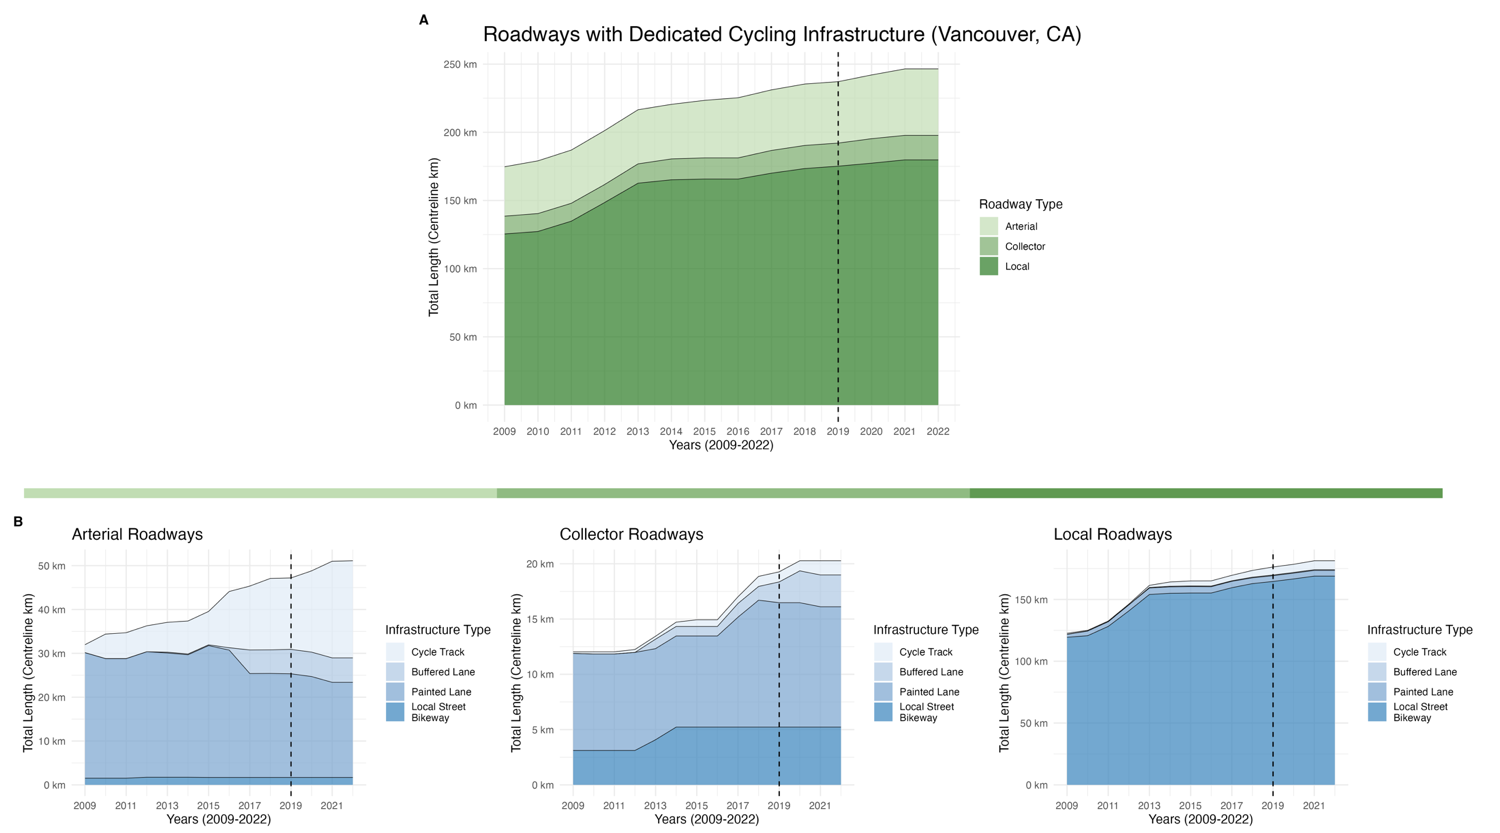 A
Roadways with Dedicated Cycling Infrastructure (Vancouver, CA)
Total Length (Centreline km)
250 km
200 km
150 km
100 km
50 km
0 km
2009 2010 2011 2012 2013 2014 2015 2016 2017 2018 2019 2020 2021 2022
Years (2009-2022)
Roadway Type
Arterial
Collector
Local
B
Arterial Roadways
Total Length (Centreline km)
50 km
40 km
30 km
20 km
10 km
0 km
2009 2011 2013 2015 2017 2019 2021
Years (2009-2022)
Infrastructure Type
Cycle Track
Buffered Lane
Painted Lane
Local Street
Bikeway
Collector Roadways
Total Length (Centreline km)
20 km
15 km
10 km
5 km
0 km
2009 2011 2013 2015 2017 2019 2021
Years (2009-2022)
Infrastructure Type
Cycle Track
Buffered Lane
Painted Lane
Local Street
Bikeway
Local Roadways
Total Length (Centreline km)
150 km
100 km
50 km
0 km
2009 2011 2013 2015 2017 2019 2021
Years (2009-2022)
Infrastructure Type
Cycle Track
Buffered Lane
Painted Lane
Local Street
Bikeway